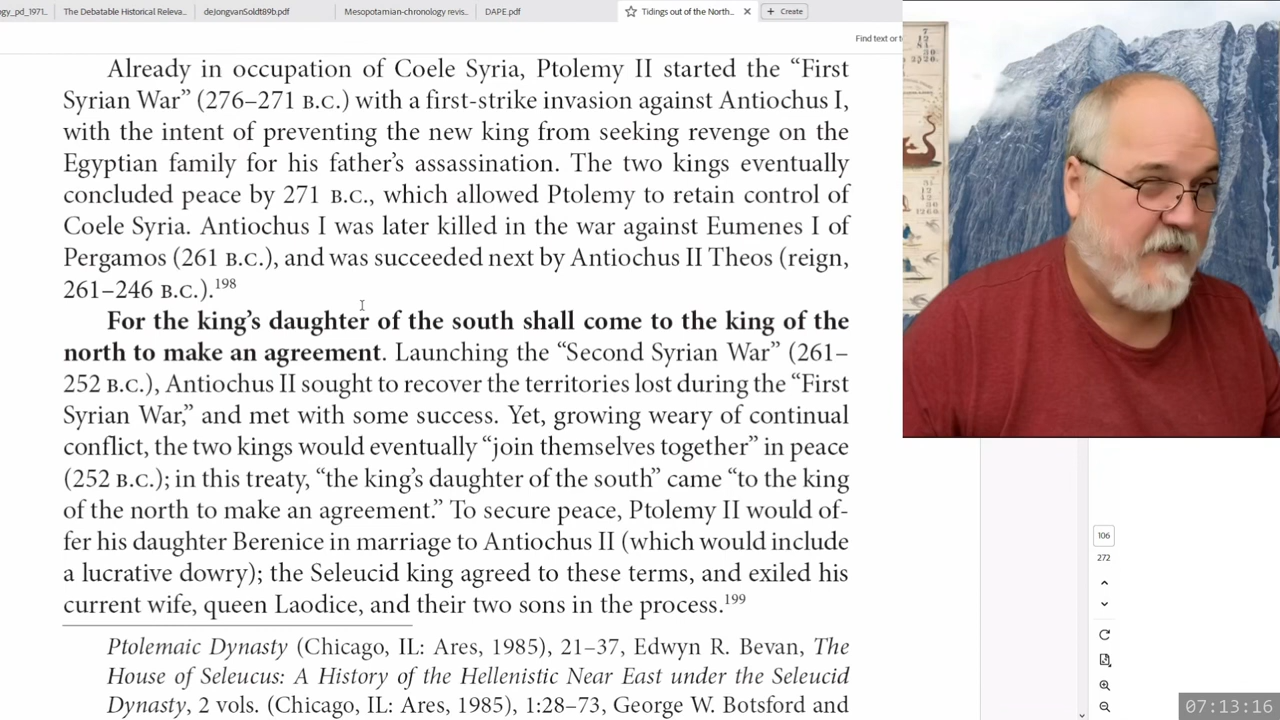 ogy_pd_1971.
The Debatable Historical Releva..
deJongvanSoldt89b.pdf
Mesopotamian-chronology revis..
DAPE.pdf
Tidings out of the North..
Create
Find text or t
Already in occupation of Coele Syria, Ptolemy II started the “First
Syrian War” (276–271 B.C.) with a first-strike invasion against Antiochus I,
with the intent of preventing the new king from seeking revenge on the
Egyptian family for his father’s assassination. The two kings eventually
concluded peace by 271 B.C., which allowed Ptolemy to retain control of
Coele Syria. Antiochus I was later killed in the war against Eumenes I of
Pergamos (261 B.C.), and was succeeded next by Antiochus II Theos (reign,
261–246 B.C.).198
For the king’s daughter of the south shall come to the king of the
north to make an agreement. Launching the “Second Syrian War” (261–
252 B.C.), Antiochus II sought to recover the territories lost during the “First
Syrian War,” and met with some success. Yet, growing weary of continual
conflict, the two kings would eventually “join themselves together” in peace
(252 B.C.); in this treaty, “the king’s daughter of the south” came “to the king
of the north to make an agreement.” To secure peace, Ptolemy II would of-
fer his daughter Berenice in marriage to Antiochus II (which would include
a lucrative dowry); the Seleucid king agreed to these terms, and exiled his
current wife, queen Laodice, and their two sons in the process.199
Ptolemaic Dynasty (Chicago, IL: Ares, 1985), 21–37, Edwyn R. Bevan, The
House of Seleucus: A History of the Hellenistic Near East under the Seleucid
Dynasty, 2 vols. (Chicago, IL: Ares, 1985), 1:28–73, George W. Botsford and
7
12
30
2520
12
30
1260
106
272
07:13:16